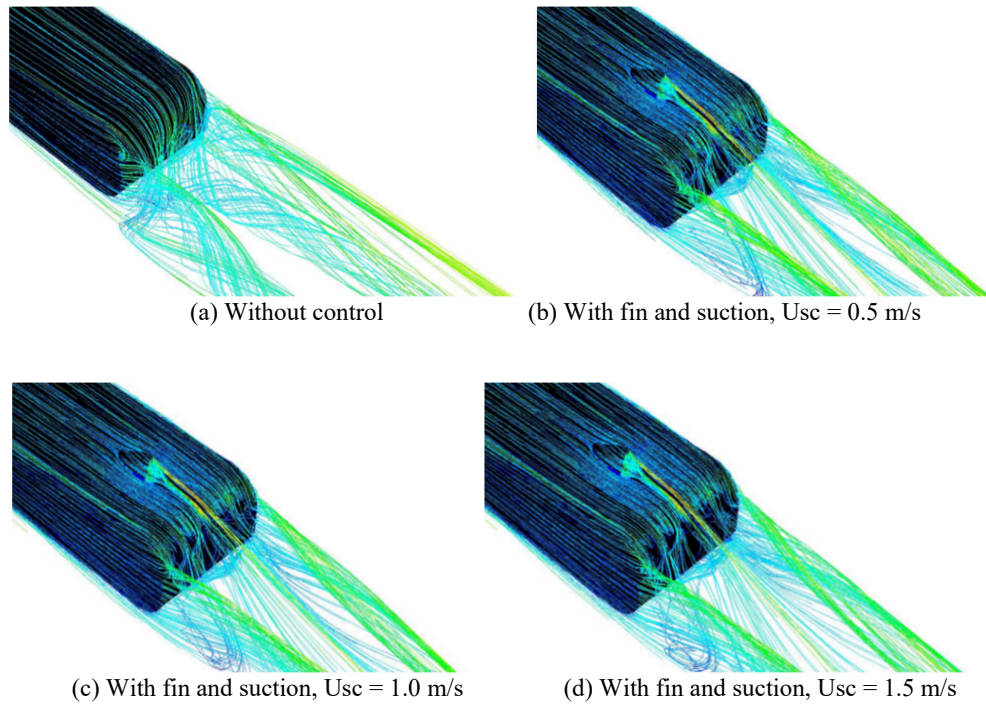 (a) Without control
(b) With fin and suction, Usc = 0.5 m/s
(c) With fin and suction, Usc = 1.0 m/s
(d) With fin and suction, Usc = 1.5 m/s